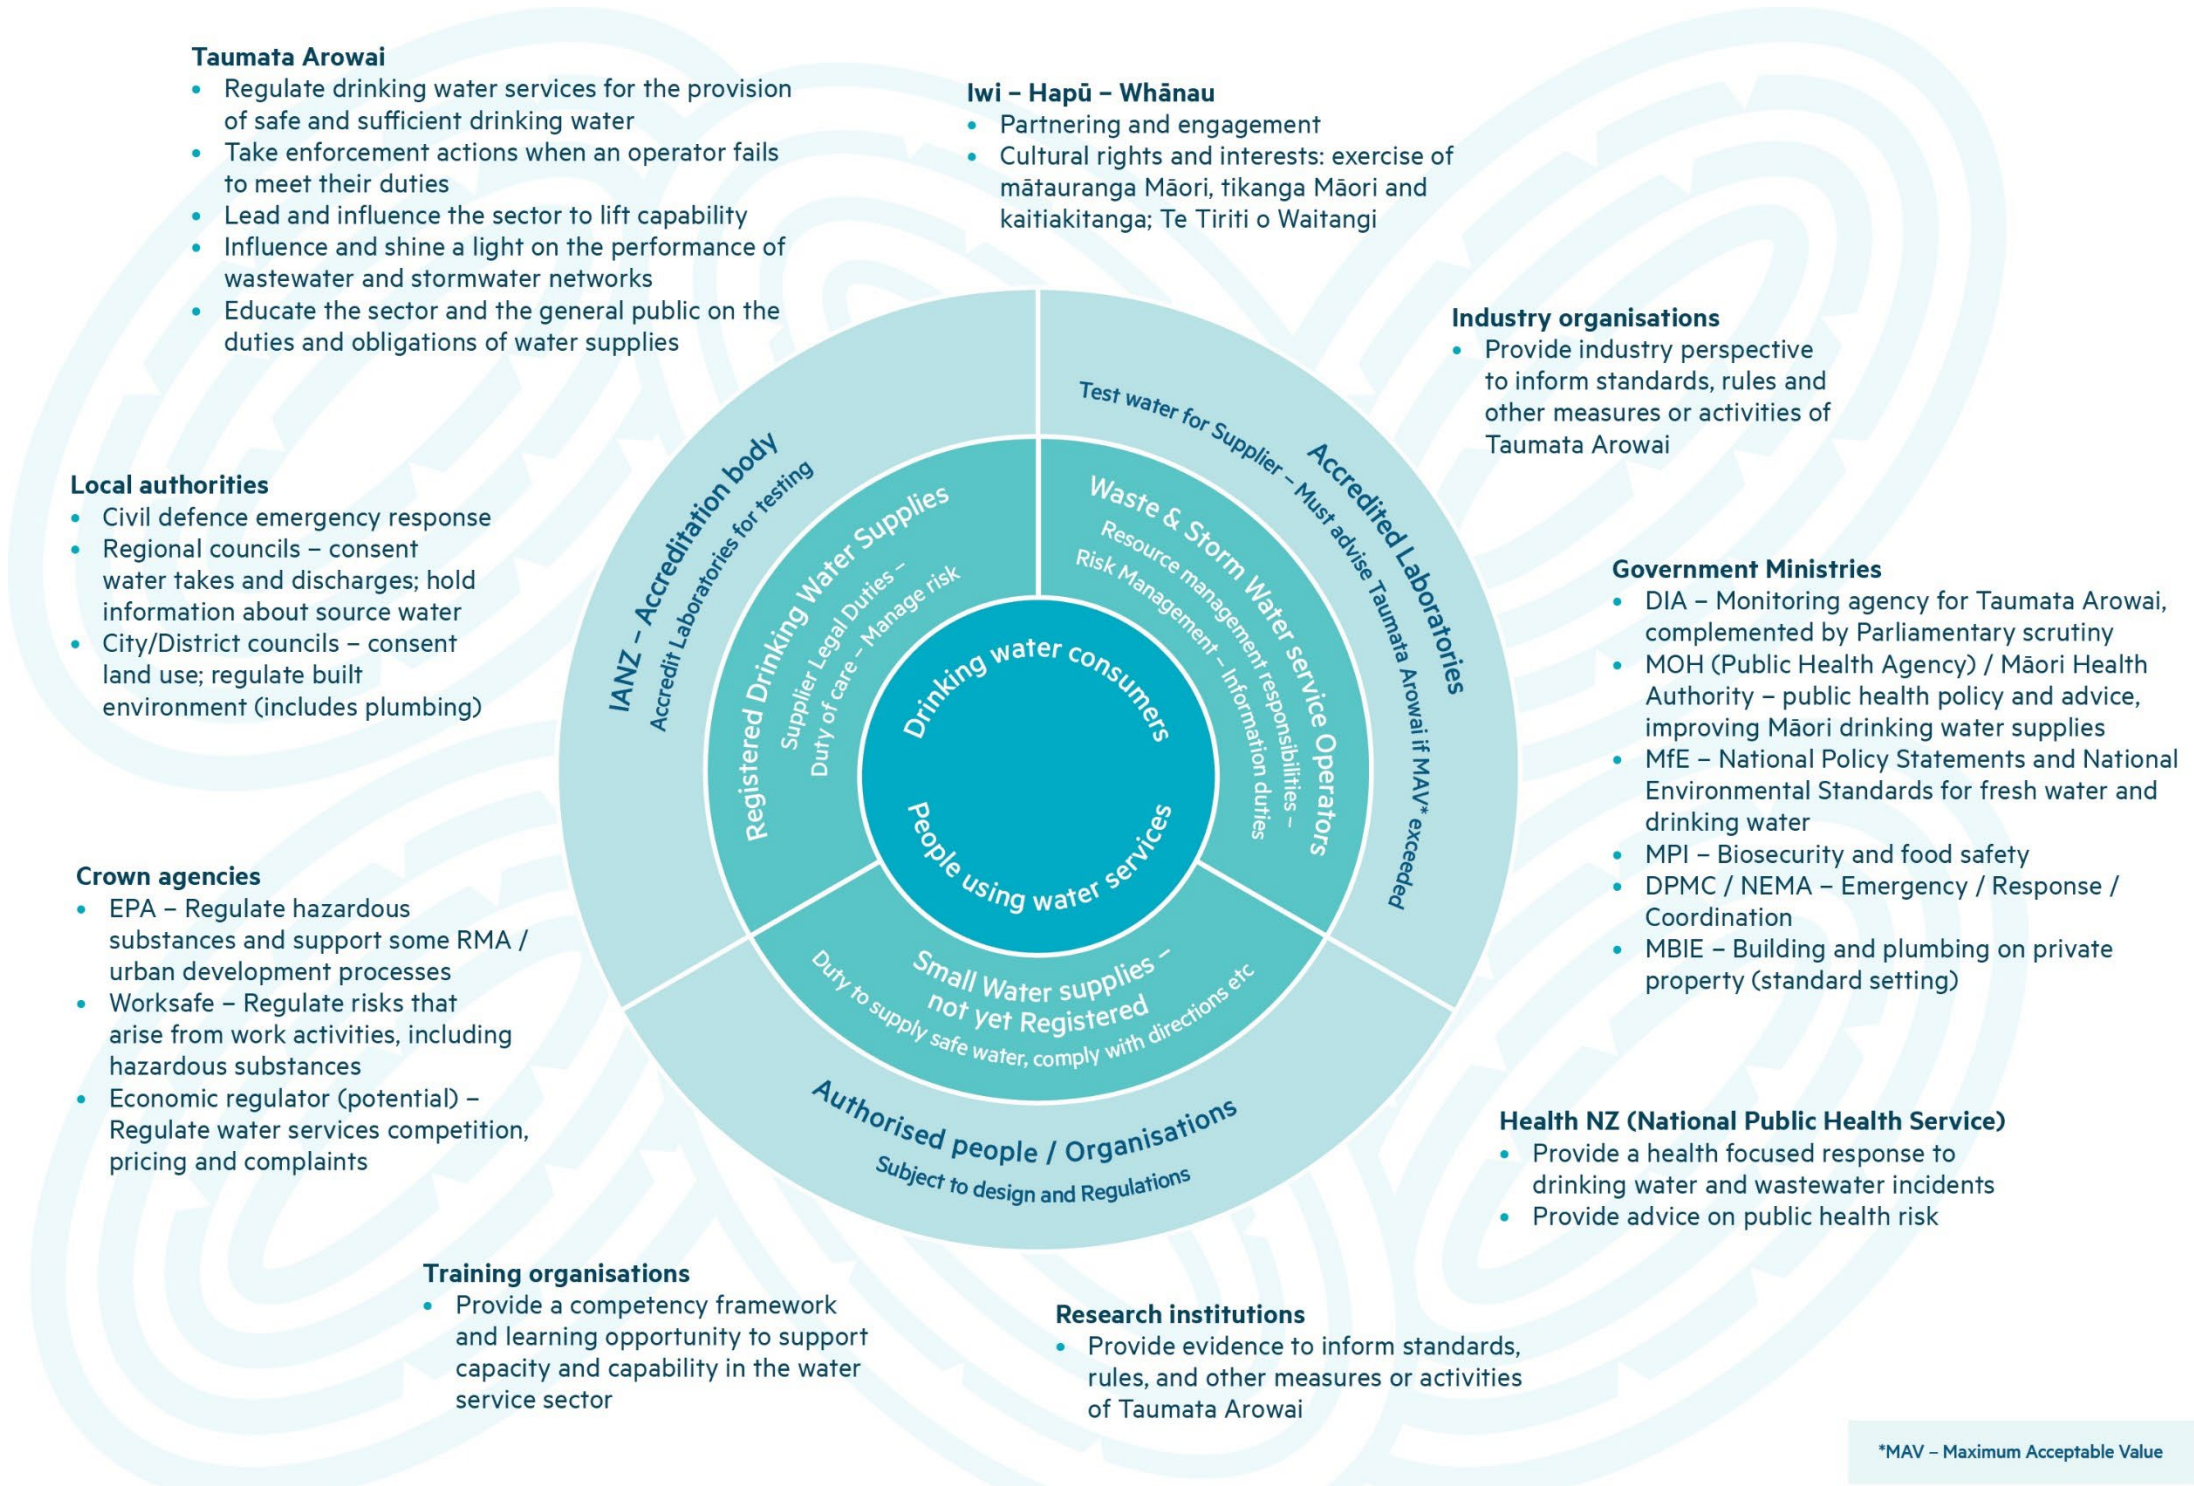 Taumata Arowai
• Regulate drinking water services for the provision
of safe and sufficient drinking water
• Take enforcement actions when an operator fails
to meet their duties
• Lead and influence the sector to lift capability
• Influence and shine a light on the performance of
wastewater and stormwater networks
• Educate the sector and the general public on the
duties and obligations of water supplies
Iwi – Hapū – Whānau
• Partnering and engagement
• Cultural rights and interests: exercise of
mātauranga Māori, tikanga Māori and
kaitiakitanga; Te Tiriti o Waitangi
Industry organisations
• Provide industry perspective
to inform standards, rules and
other measures or activities of
Taumata Arowai
Local authorities
• Civil defence emergency response
• Regional councils – consent
water takes and discharges; hold
information about source water
• City/District councils – consent
land use; regulate built
environment (includes plumbing)
Government Ministries
• DIA – Monitoring agency for Taumata Arowai,
complemented by Parliamentary scrutiny
• MOH (Public Health Agency) / Māori Health
Authority – public health policy and advice,
improving Māori drinking water supplies
• MfE – National Policy Statements and National
Environmental Standards for fresh water and
drinking water
• MPI – Biosecurity and food safety
• DPMC / NEMA – Emergency / Response /
Coordination
• MBIE – Building and plumbing on private
property (standard setting)
Crown agencies
• EPA – Regulate hazardous
substances and support some RMA /
urban development processes
• Worksafe – Regulate risks that
arise from work activities, including
hazardous substances
• Economic regulator (potential) –
Regulate water services competition,
pricing and complaints
IANZ – Accreditation body
Accredit Laboratories for testing
Accredited Laboratories
Test water for Supplier – Must advise Taumata Arowai if MAV* exceeded
Registered Drinking Water Supplies
Supplier Legal Duties –
Duty of care – Manage risk
Waste & Storm Water service Operators
Resource management responsibilities –
Risk Management – Information duties
Drinking water consumers
People using water services
Small Water supplies –
not yet Registered
Duty to supply safe water, comply with directions etc
Authorised people / Organisations
Subject to design and Regulations
Health NZ (National Public Health Service)
• Provide a health focused response to
drinking water and wastewater incidents
• Provide advice on public health risk
Training organisations
• Provide a competency framework
and learning opportunity to support
capacity and capability in the water
service sector
Research institutions
• Provide evidence to inform standards,
rules, and other measures or activities
of Taumata Arowai
*MAV – Maximum Acceptable Value